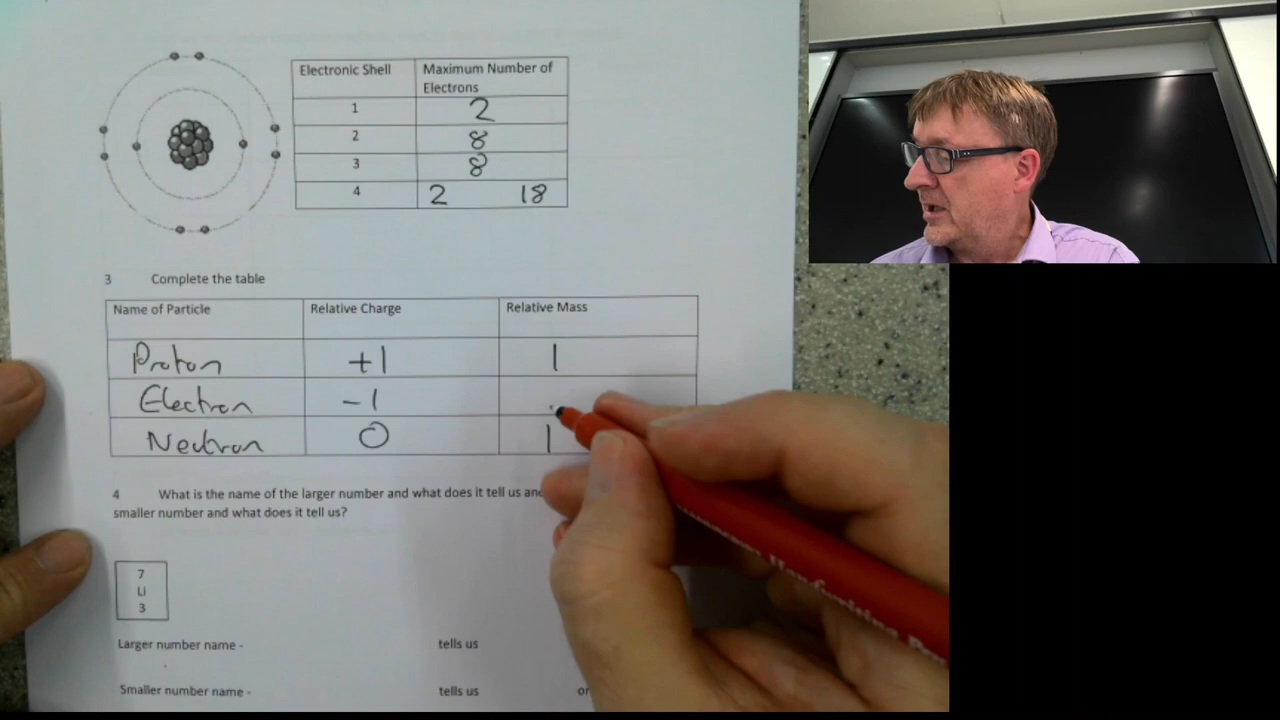 Electronic Shell Maximum Number of
Electrons
1 2
2 8
3 8
4 2 18
3 Complete the table
Name of Particle Relative Charge Relative Mass
Proton +1 1
Electron -1
Neutron 0 1
4 What is the name of the larger number and what does it tell us
smaller number and what does it tell us?
7
Li
3
Larger number name - tells us
Smaller number name - tells us